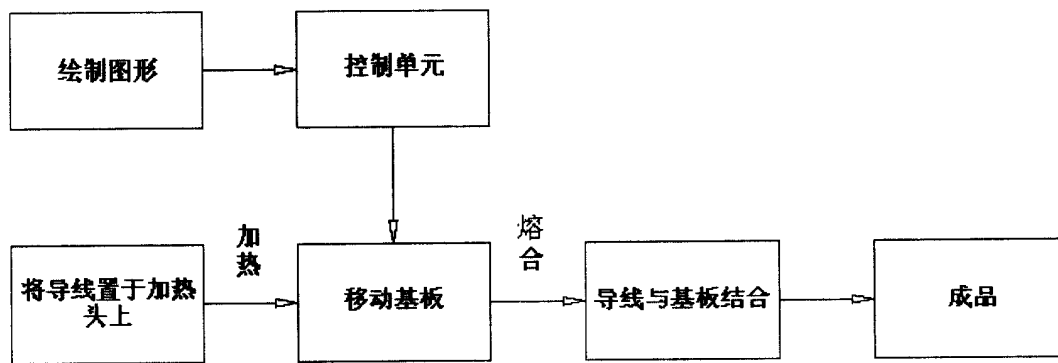 绘制图形
控制单元
加
热
熔
合
将导线置于加热
头上
移动基板
导线与基板结合
成品